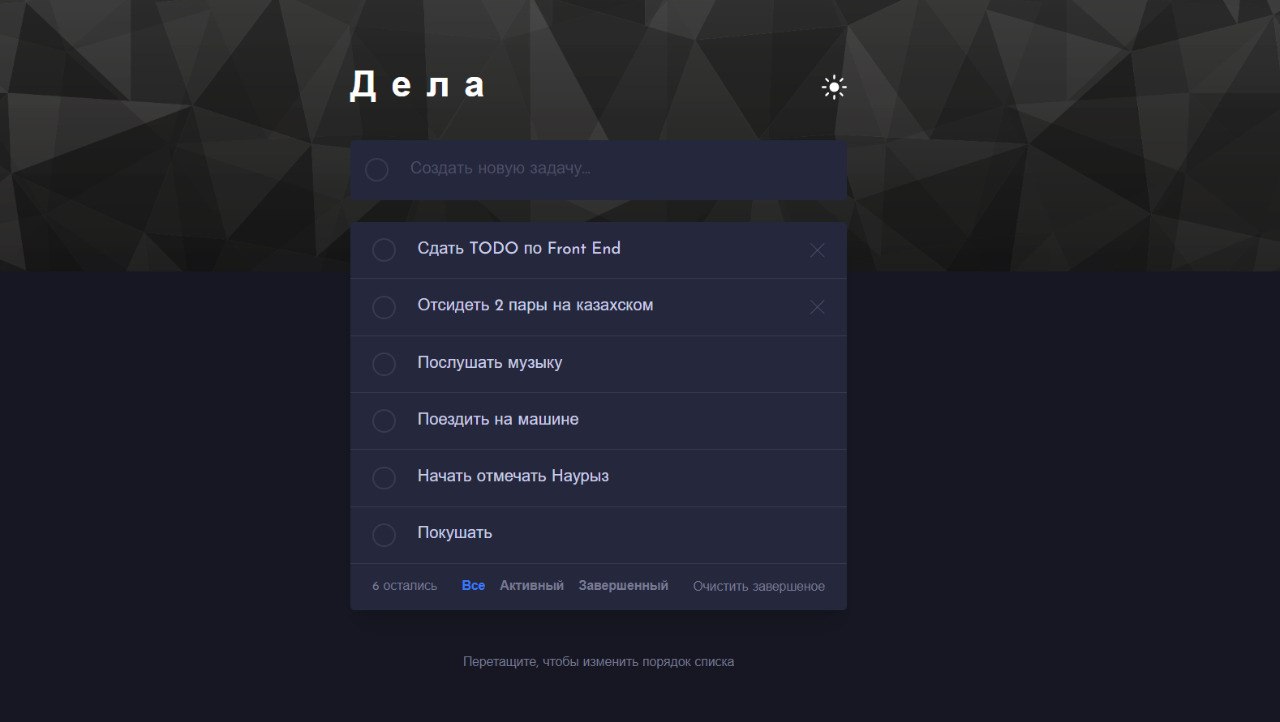 Дела
Создать новую задачу...
Сдать TODO по Front End
Отсидеть 2 пары на казахском
Послушать музыку
Поездить на машине
Начать отмечать Наурыз
Покушать
6 остались Все Активный Завершенный Очистить завершеное
Перетащите, чтобы изменить порядок списка